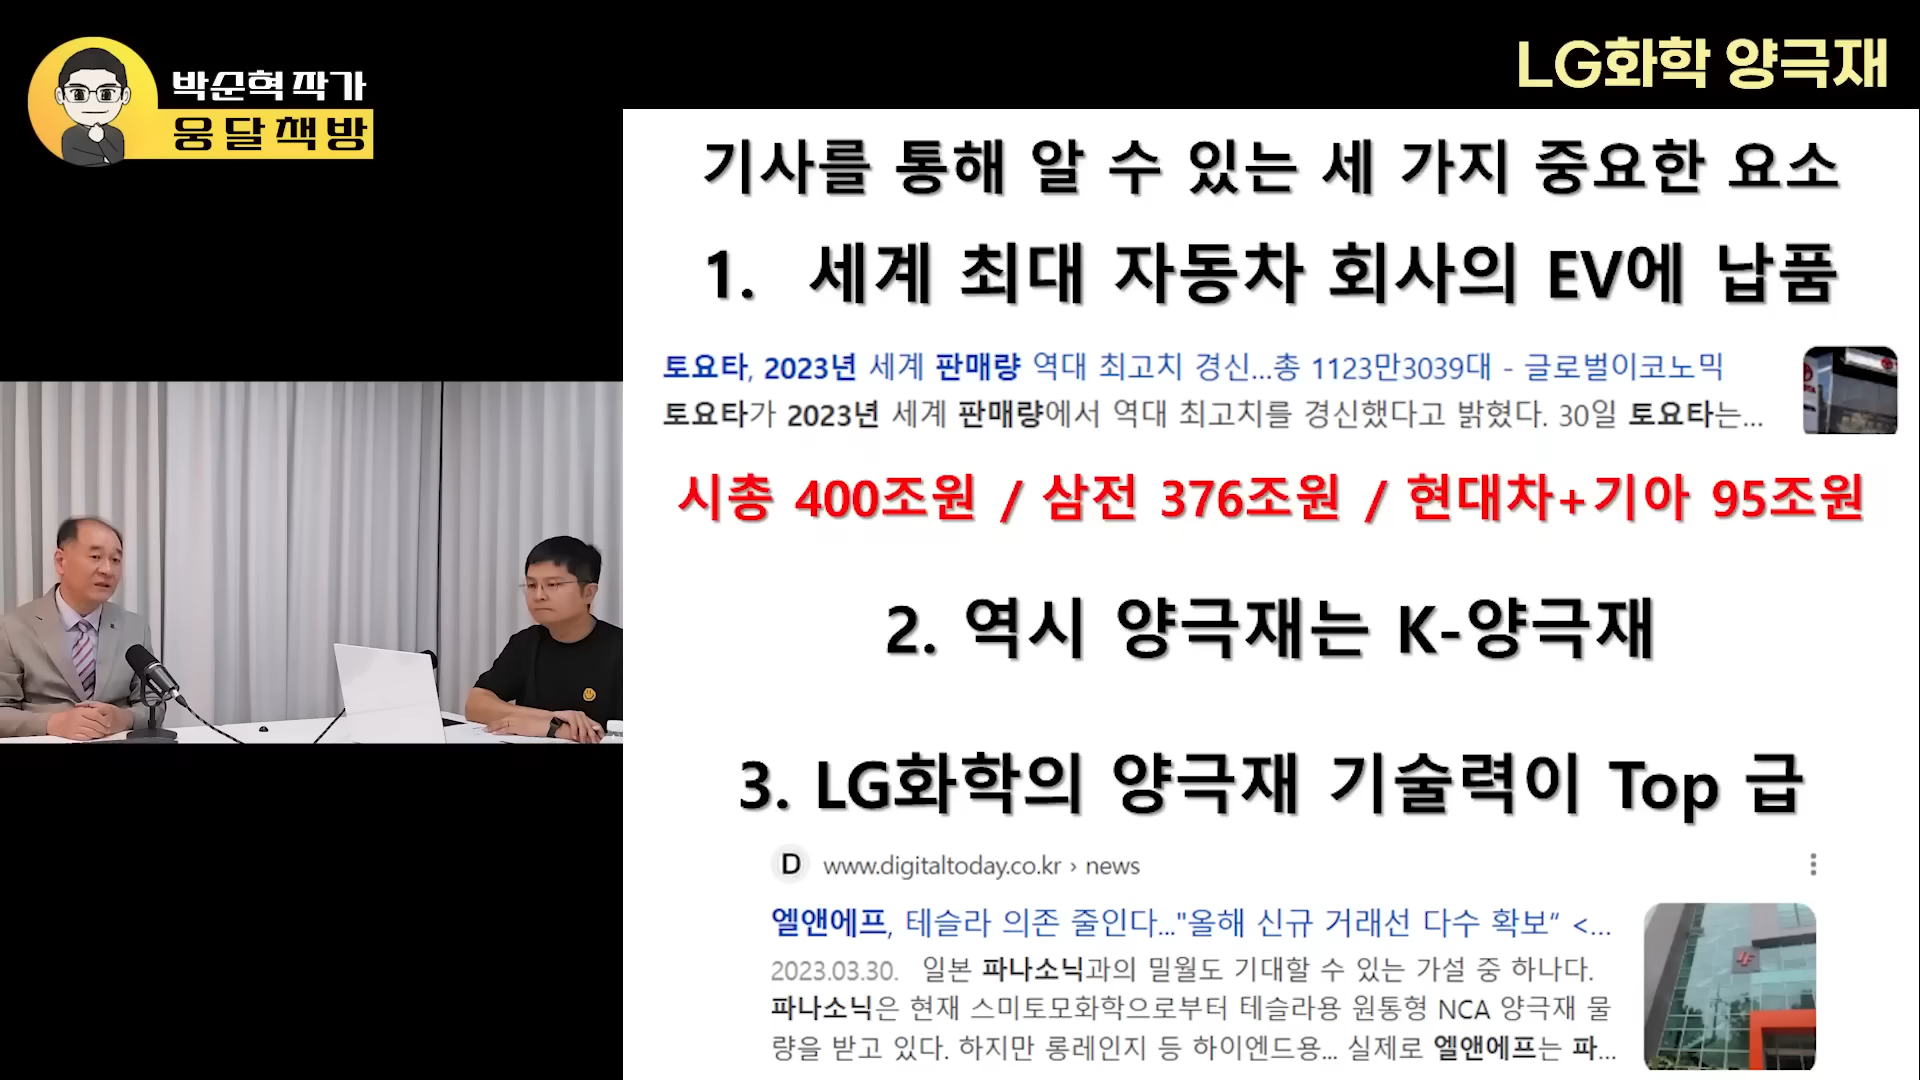 박순혁 작가
웅달책방
LG화학 양극재
기사를 통해 알 수 있는 세 가지 중요한 요소
1. 세계 최대 자동차 회사의 EV에 납품
토요타, 2023년 세계 판매량 역대 최고치 경신...총 1123만3039대 - 글로벌이코노믹
토요타가 2023년 세계 판매량에서 역대 최고치를 경신했다고 밝혔다. 30일 토요타는...
시총 400조원 / 삼전 376조원 / 현대차+기아 95조원
2. 역시 양극재는 K-양극재
3. LG화학의 양극재 기술력이 Top 급
D www.digitaltoday.co.kr › news
엘앤에프, 테슬라 의존 줄인다..."올해 신규 거래선 다수 확보“ <...
2023.03.30. 일본 파나소닉과의 밀월도 기대할 수 있는 가설 중 하나다.
파나소닉은 현재 스미토모화학으로부터 테슬라용 원통형 NCA 양극재 물
량을 받고 있다. 하지만 롱레인지 등 하이엔드용... 실제로 엘앤에프는 파...